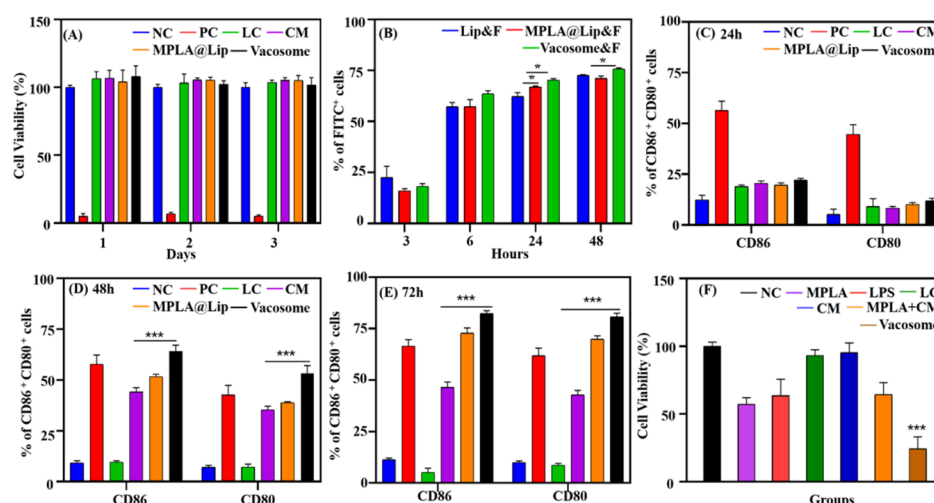 (A)
NC PC LC CM
MPLA@Lip Vacosome
Cell Viability (%)
150
100
50
0
1 2 3
Days
(B)
Lip&F MPLA@Lip&F
Vacosome&F
% of FITC+ cells
100
75
50
25
0
* * *
3 6 24 48
Hours
(C) 24h
NC PC LC CM
MPLA@Lip Vacosome
% of CD86+ CD80+ cells
100
75
50
25
0
CD86 CD80
(D) 48h
NC PC LC CM
MPLA@Lip Vacosome
% of CD86+ CD80+ cells
100
75
50
25
0
*** ***
CD86 CD80
(E) 72h
% of CD86+ CD80+ cells
100
75
50
25
0
*** ***
CD86 CD80
(F)
NC MPLA LPS LC
CM MPLA+CM
Vacosome
Cell Viability (%)
150
100
50
0
***
Groups